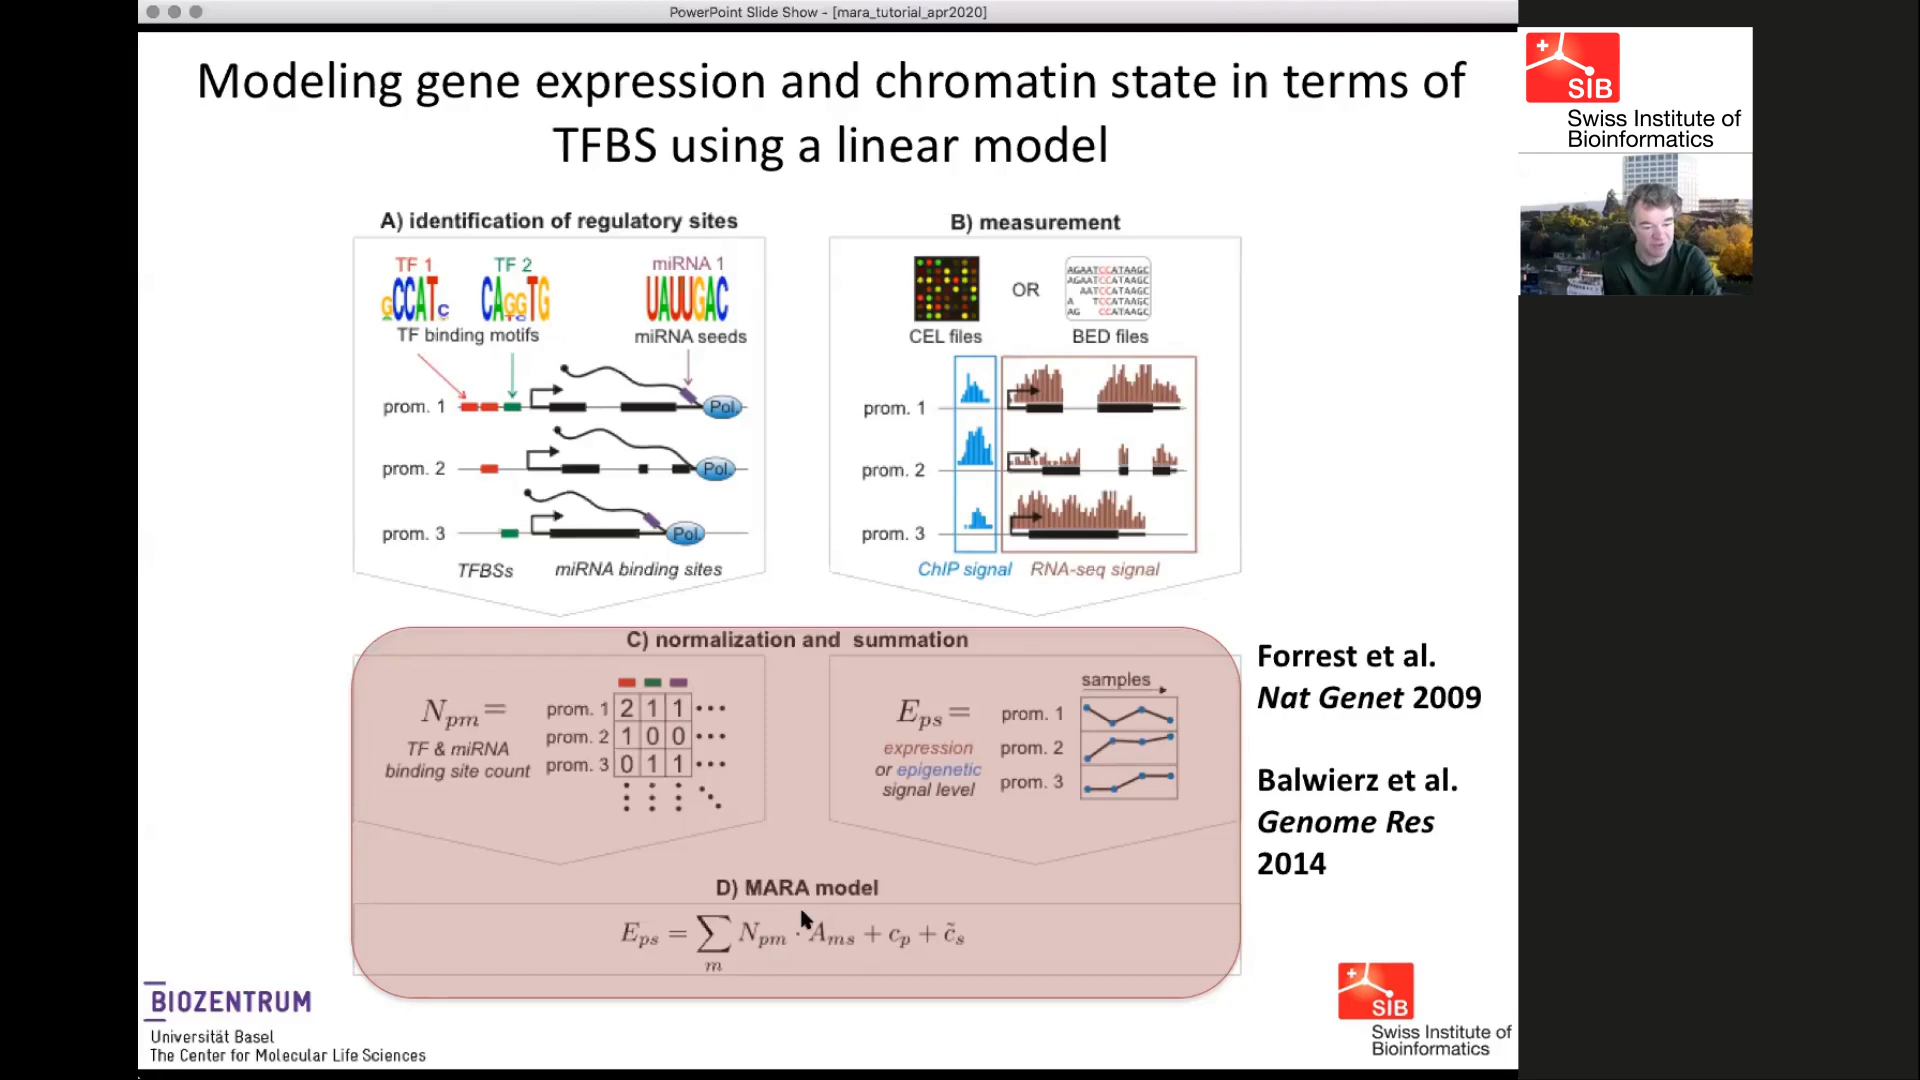 PowerPoint Slide Show - [mara_tutorial_apr2020]
Modeling gene expression and chromatin state in terms of
TFBS using a linear model
SIB
Swiss Institute of
Bioinformatics
A) identification of regulatory sites
TF 1
TF 2
miRNA 1
GCCATC
CAGGTG
UAUUGAC
TF binding motifs
miRNA seeds
prom. 1
Pol.
prom. 2
Pol.
prom. 3
Pol.
TFBSs
miRNA binding sites
B) measurement
OR
AGAATCCATAAGC
AGAATCCATAAGC
AATCCATAAGC
A TCCATAAGC
AG CCATAAGC
CEL files
BED files
prom. 1
prom. 2
prom. 3
ChIP signal
RNA-seq signal
C) normalization and summation
N_pm =
TF & miRNA
binding site count
prom. 1 2 1 1 ···
prom. 2 1 0 0 ···
prom. 3 0 1 1 ···
E_ps =
expression
or epigenetic
signal level
samples
prom. 1
prom. 2
prom. 3
D) MARA model
E_ps = ∑_m N_pm · A_ms + c_p + c̃_s
Forrest et al.
Nat Genet 2009
Balwierz et al.
Genome Res
2014
BIOZENTRUM
Universität Basel
The Center for Molecular Life Sciences
SIB
Swiss Institute of
Bioinformatics